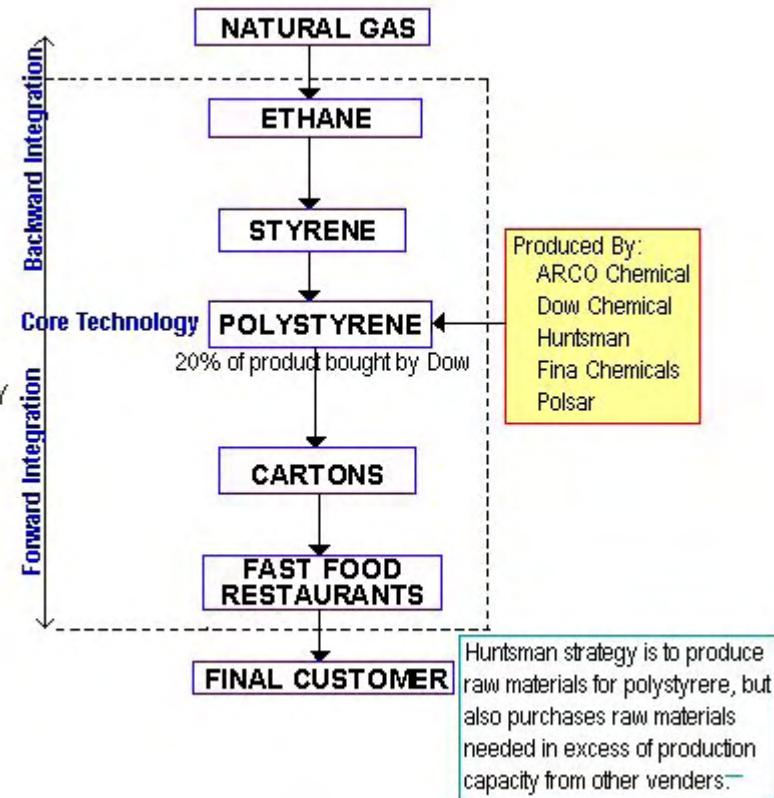 NATURAL GAS
Backward Integration
ETHANE
STYRENE
Produced By:
ARCO Chemical
Dow Chemical
Huntsman
Fina Chemicals
Polsar
Core Technology
POLYSTYRENE
20% of product bought by Dow
Y
Forward Integration
CARTONS
FAST FOOD
RESTAURANTS
FINAL CUSTOMER
Huntsman strategy is to produce
raw materials for polystyrere, but
also purchases raw materials
needed in excess of production
capacity from other venders.